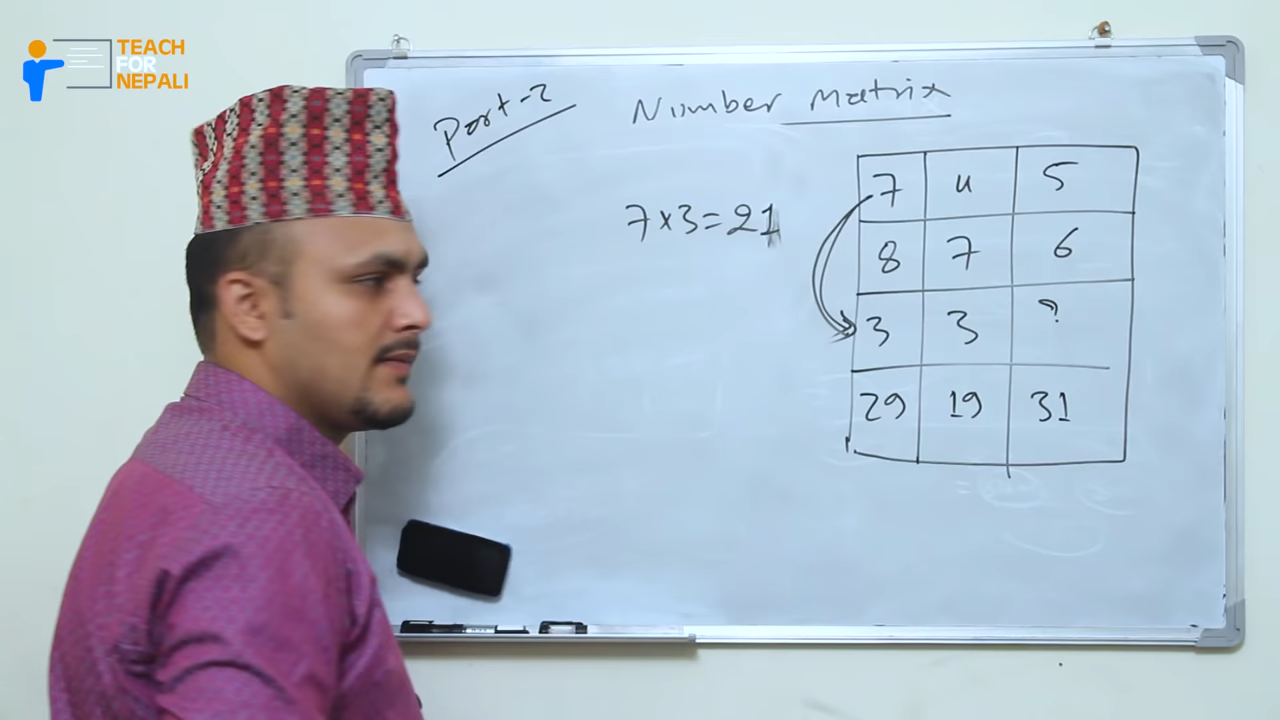 TEACH
FOR
NEPALI
Part-2
Number Matrix
7 4 5
7×3=21
8 7 6
3 3 ?
29 19 31